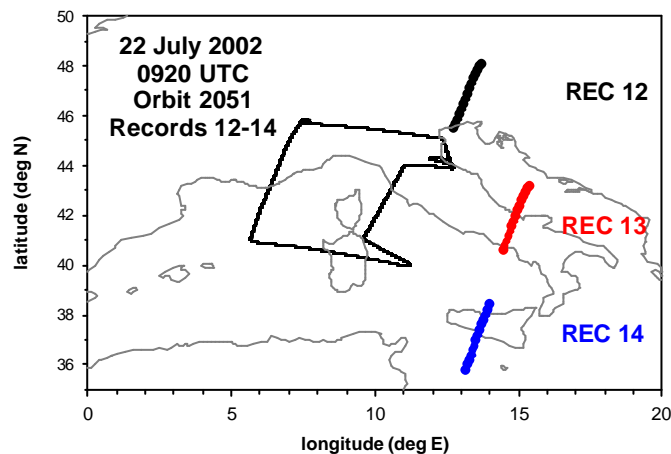 50
48
46
44
42
40
38
36
latitude (deg N)
22 July 2002
0920 UTC
Orbit 2051
Records 12-14
REC 12
REC 13
REC 14
0
5
10
15
20
longitude (deg E)